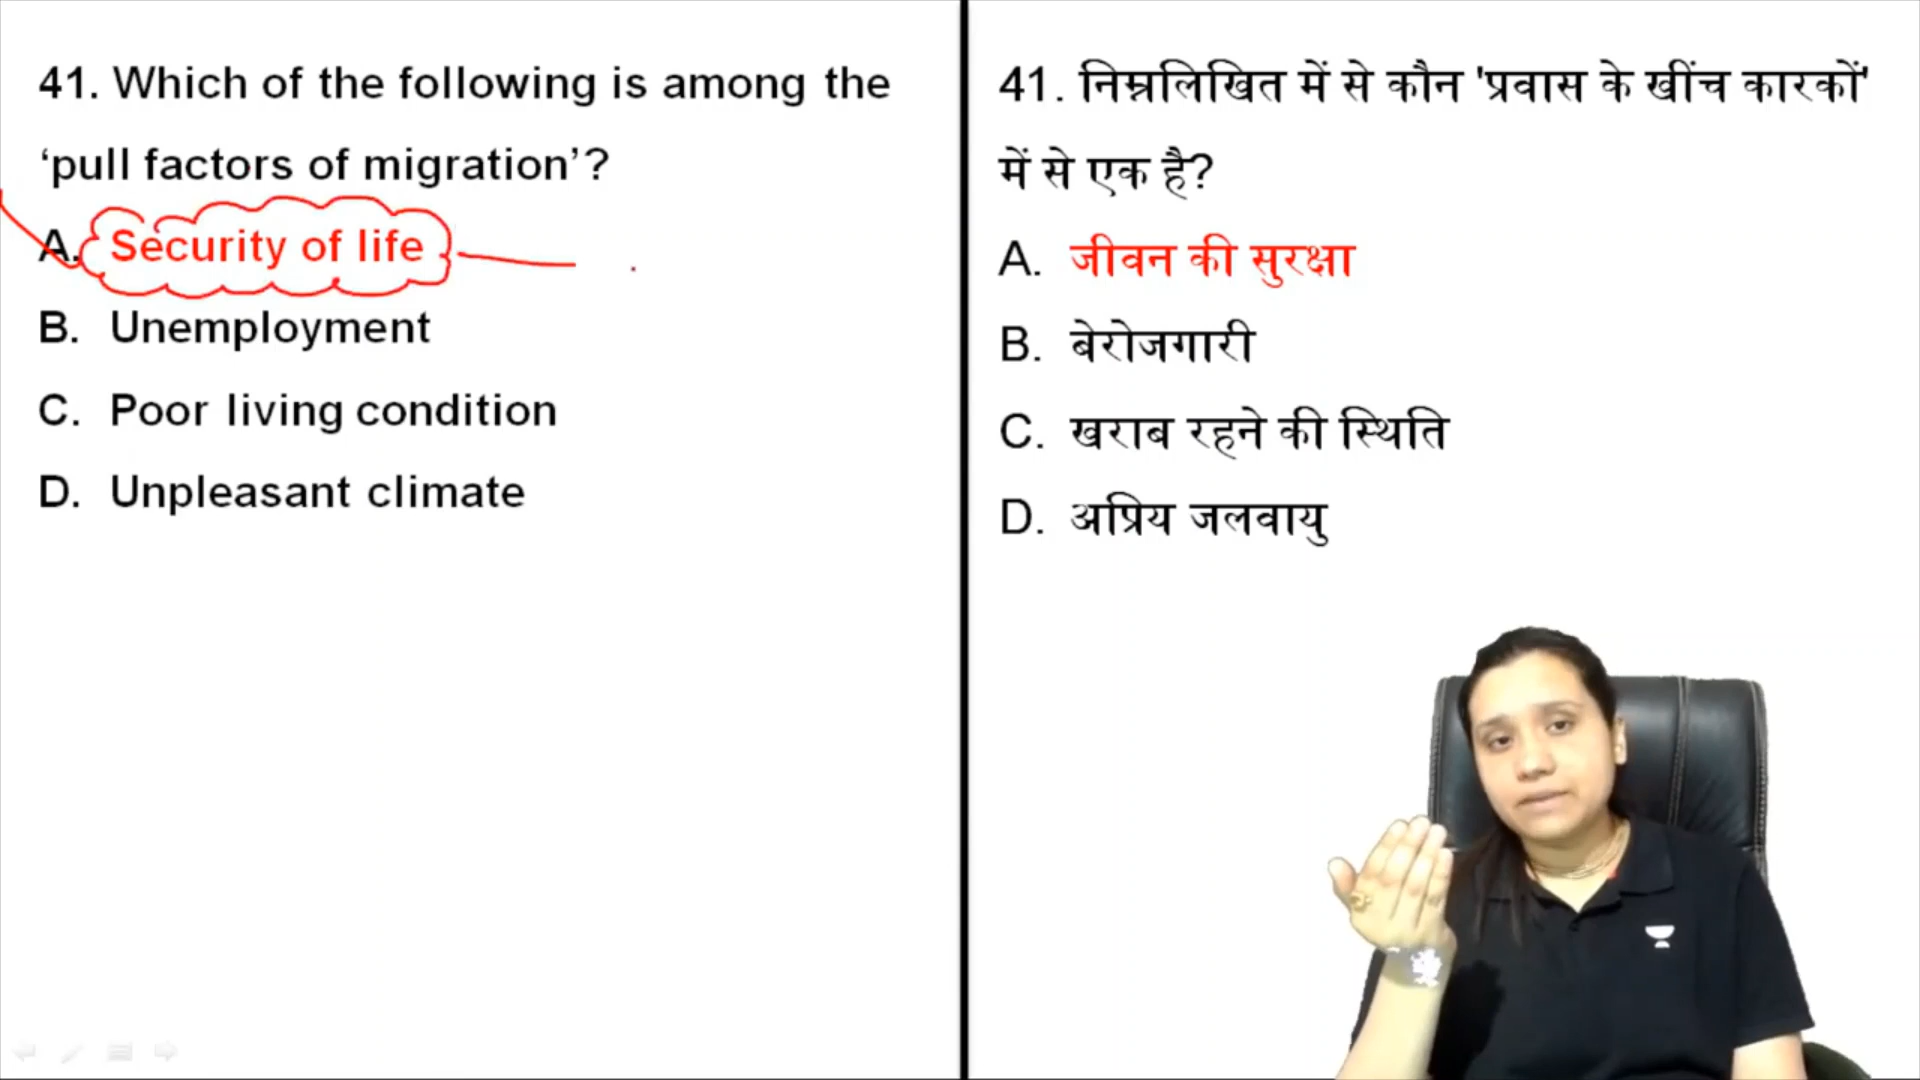 41. Which of the following is among the
‘pull factors of migration’?
A. Security of life
B. Unemployment
C. Poor living condition
D. Unpleasant climate
41. निम्नलिखित में से कौन 'प्रवास के खींच कारकों'
में से एक है?
A. जीवन की सुरक्षा
B. बेरोजगारी
C. खराब रहने की स्थिति
D. अप्रिय जलवायु